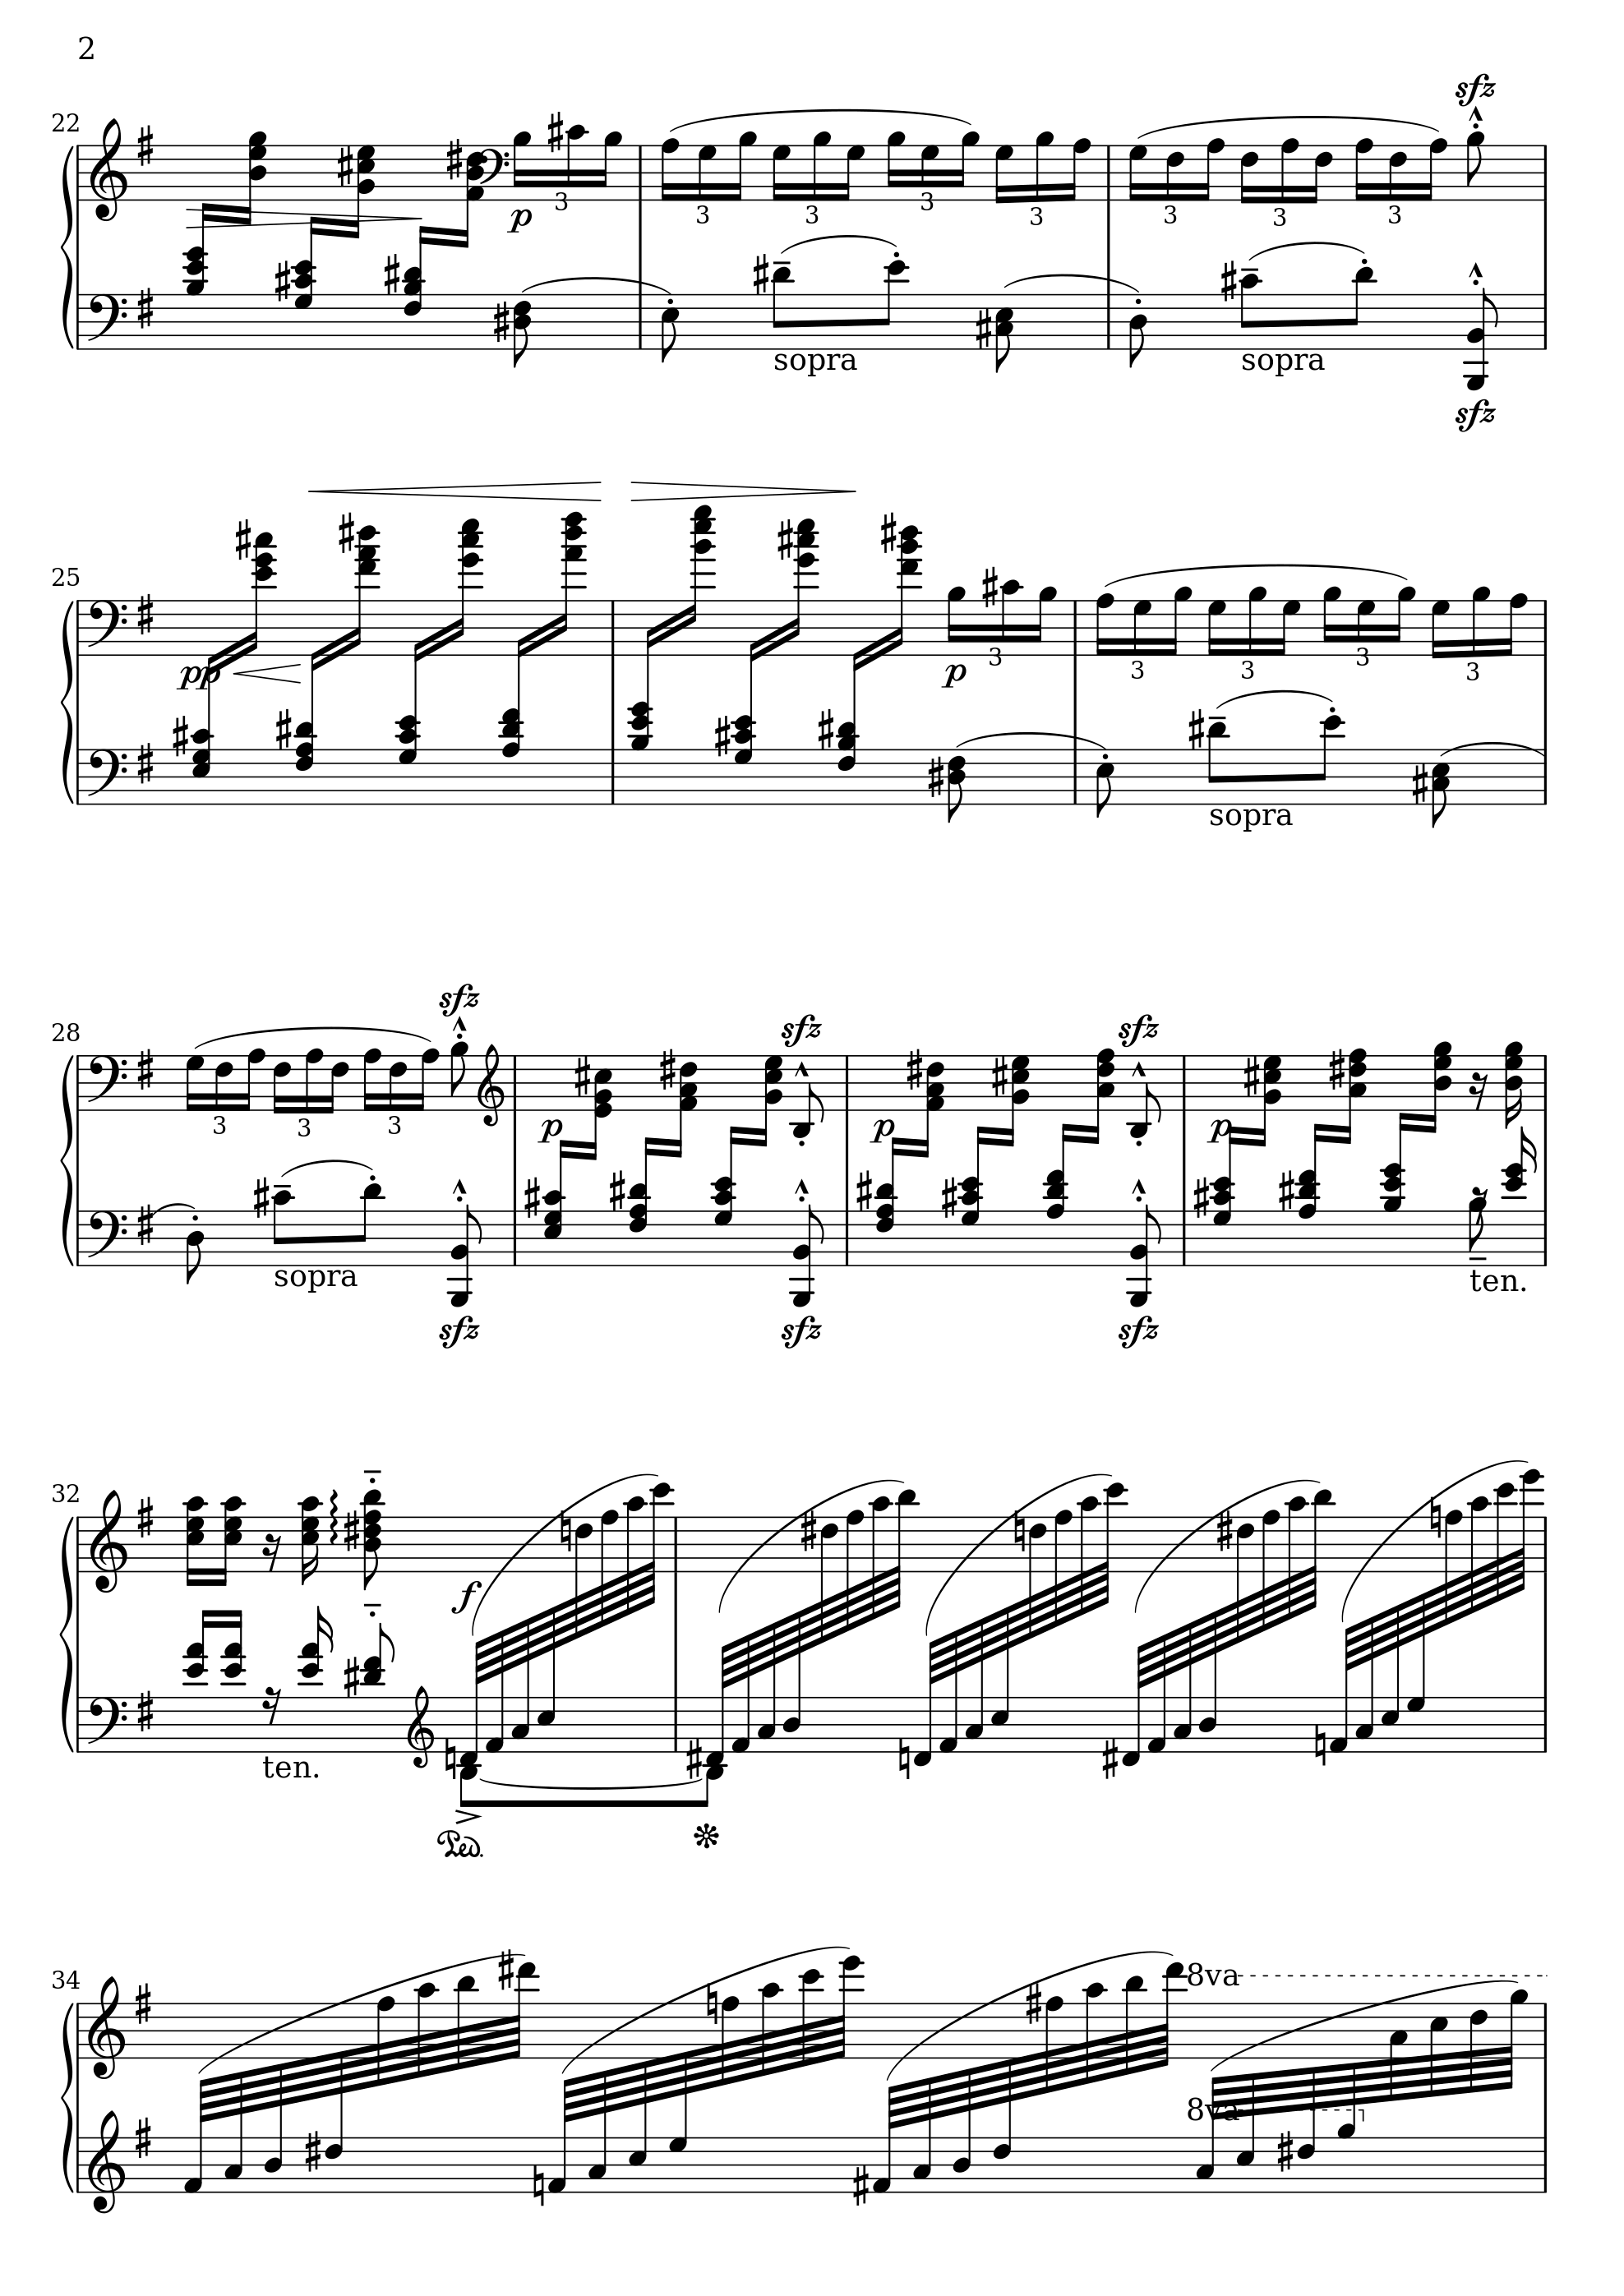 2
sfz
22
3 3 3 3 3 3 3 3
p
sopra sopra
sfz
25
pp p
3 3 3 3 3
sopra
sfz
28
sfz sfz
3 3 3 p p p
sopra ten.
sfz sfz sfz
32
f
ten.
Ped.
34
8va
8va